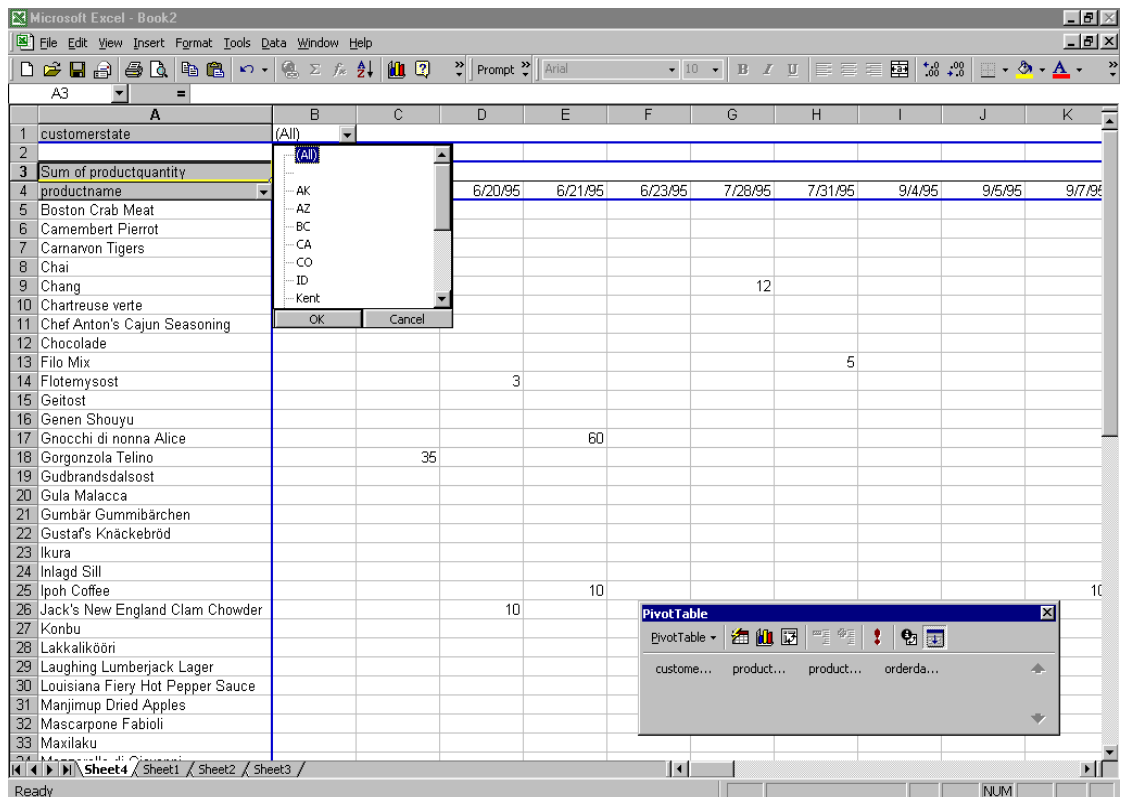 Microsoft Excel - Book2
File Edit View Insert Format Tools Data Window Help
Prompt Arial 10 B I U
A3 =
A B C D E F G H I J K
1 customerstate (All)
2 (All)
3 Sum of productquantity
4 productname AK 6/20/95 6/21/95 6/23/95 7/28/95 7/31/95 9/4/95 9/5/95 9/7/95
5 Boston Crab Meat AZ
6 Camembert Pierrot BC
7 Carnarvon Tigers CA
8 Chai CO
9 Chang ID 12
10 Chartreuse verte Kent
11 Chef Anton's Cajun Seasoning OK Cancel
12 Chocolade
13 Filo Mix 5
14 Flotemysost 3
15 Geitost
16 Genen Shouyu
17 Gnocchi di nonna Alice 60
18 Gorgonzola Telino 35
19 Gudbrandsdalsost
20 Gula Malacca
21 Gumbär Gummibärchen
22 Gustaf's Knäckebröd
23 Ikura
24 Inlagd Sill
25 Ipoh Coffee 10 10
26 Jack's New England Clam Chowder 10
27 Konbu
28 Lakkalikööri
29 Laughing Lumberjack Lager
30 Louisiana Fiery Hot Pepper Sauce
31 Manjimup Dried Apples
32 Mascarpone Fabioli
33 Maxilaku
PivotTable
PivotTable
custome... product... product... orderda...
Sheet4 Sheet1 Sheet2 Sheet3
Ready NUM